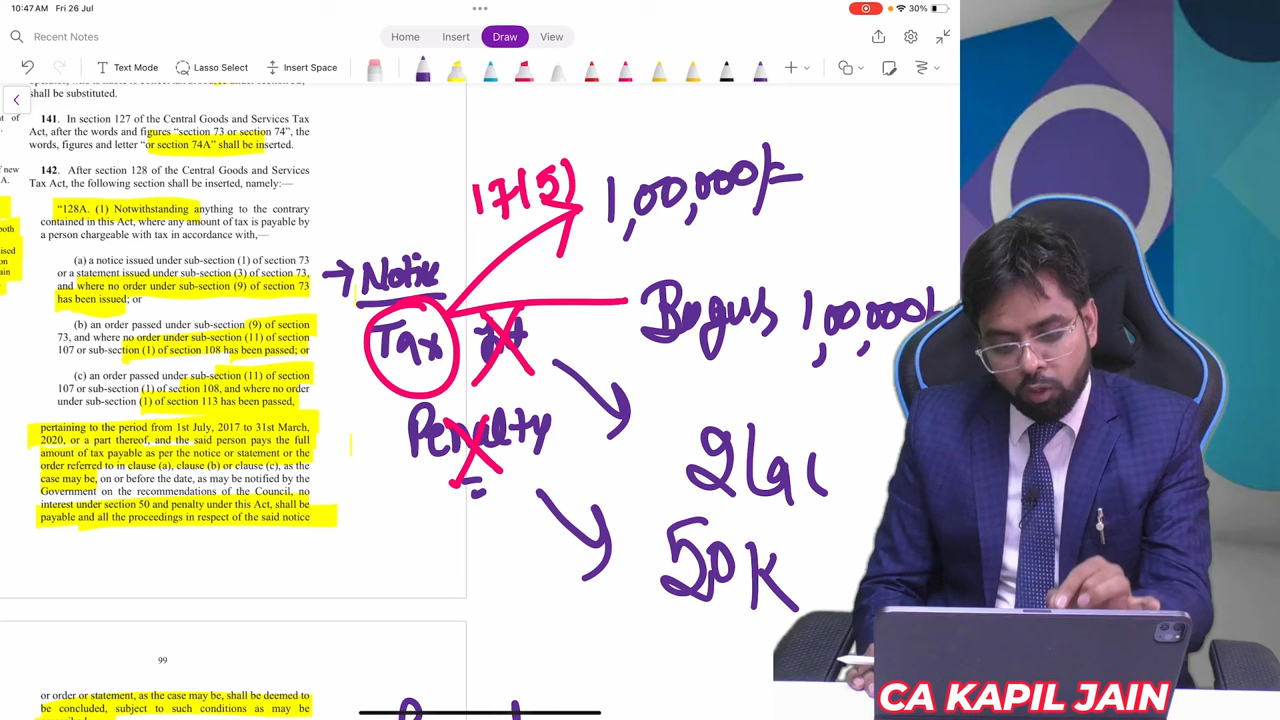 10:47 AM Fri 26 Jul
30%
Recent Notes
Home Insert Draw View
Text Mode Lasso Select Insert Space
shall be substituted.
141. In section 127 of the Central Goods and Services Tax
Act, after the words and figures “section 73 or section 74”, the
words, figures and letter “or section 74A” shall be inserted.
142. After section 128 of the Central Goods and Services
Tax Act, the following section shall be inserted, namely:—
“128A. (1) Notwithstanding anything to the contrary
contained in this Act, where any amount of tax is payable by
a person chargeable with tax in accordance with,—
(a) a notice issued under sub-section (1) of section 73
or a statement issued under sub-section (3) of section 73,
and where no order under sub-section (9) of section 73
has been issued; or
(b) an order passed under sub-section (9) of section
73, and where no order under sub-section (11) of section
107 or sub-section (1) of section 108 has been passed; or
(c) an order passed under sub-section (11) of section
107 or sub-section (1) of section 108, and where no order
under sub-section (1) of section 113 has been passed,
pertaining to the period from 1st July, 2017 to 31st March,
2020, or a part thereof, and the said person pays the full
amount of tax payable as per the notice or statement or the
order referred to in clause (a), clause (b) or clause (c), as the
case may be, on or before the date, as may be notified by the
Government on the recommendations of the Council, no
interest under section 50 and penalty under this Act, shall be
payable and all the proceedings in respect of the said notice
99
or order or statement, as the case may be, shall be deemed to
be concluded, subject to such conditions as may be
17(5) 1,00,000/-
Notice
Tax
Bogus 1,00,000/-
Penalty
2 Lac
50K
CA KAPIL JAIN